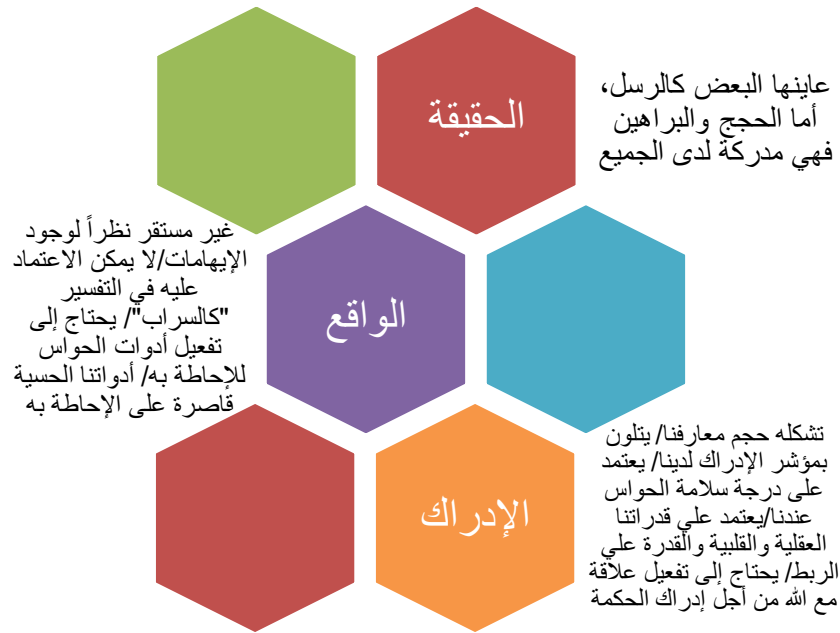 الحقيقة
عاينها البعض كالرسل،
أما الحجج والبراهين
فهي مدركة لدى الجميع
الواقع
غير مستقر نظراً لوجود
الإيهامات/لا يمكن الاعتماد
عليه في التفسير
"كالسراب"/ يحتاج إلى
تفعيل أدوات الحواس
للإحاطة به/ أدواتنا الحسية
قاصرة على الإحاطة به
الإدراك
تشكله حجم معارفنا/ يتلون
بمؤشر الإدراك لدينا/ يعتمد
على درجة سلامة الحواس
عندنا/يعتمد علي قدراتنا
العقلية والقلبية والقدرة علي
الربط/ يحتاج إلى تفعيل علاقة
مع الله من أجل إدراك الحكمة